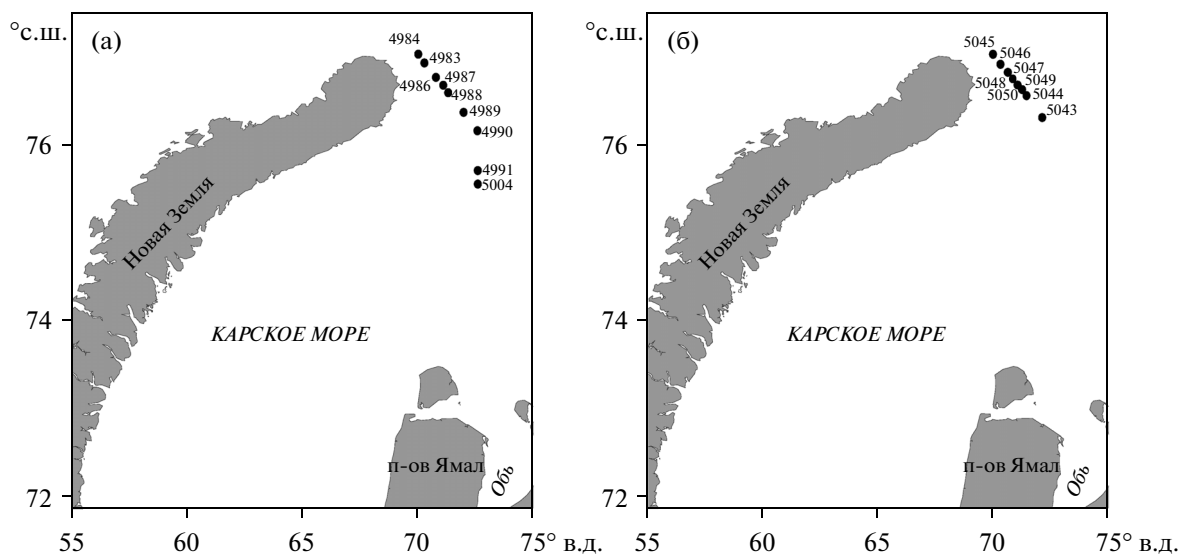 °с.ш.
(а)
4984
4983
4987
4986
4988
4989
4990
4991
5004
76
74
72
Новая Земля
КАРСКОЕ МОРЕ
п-ов Ямал
Обь
55 60 65 70 75° в.д.
(б)
5045
5046
5047
5048
5049
5050
5044
5043
76
74
72
Новая Земля
КАРСКОЕ МОРЕ
п-ов Ямал
Обь
55 60 65 70 75° в.д.
°с.ш.